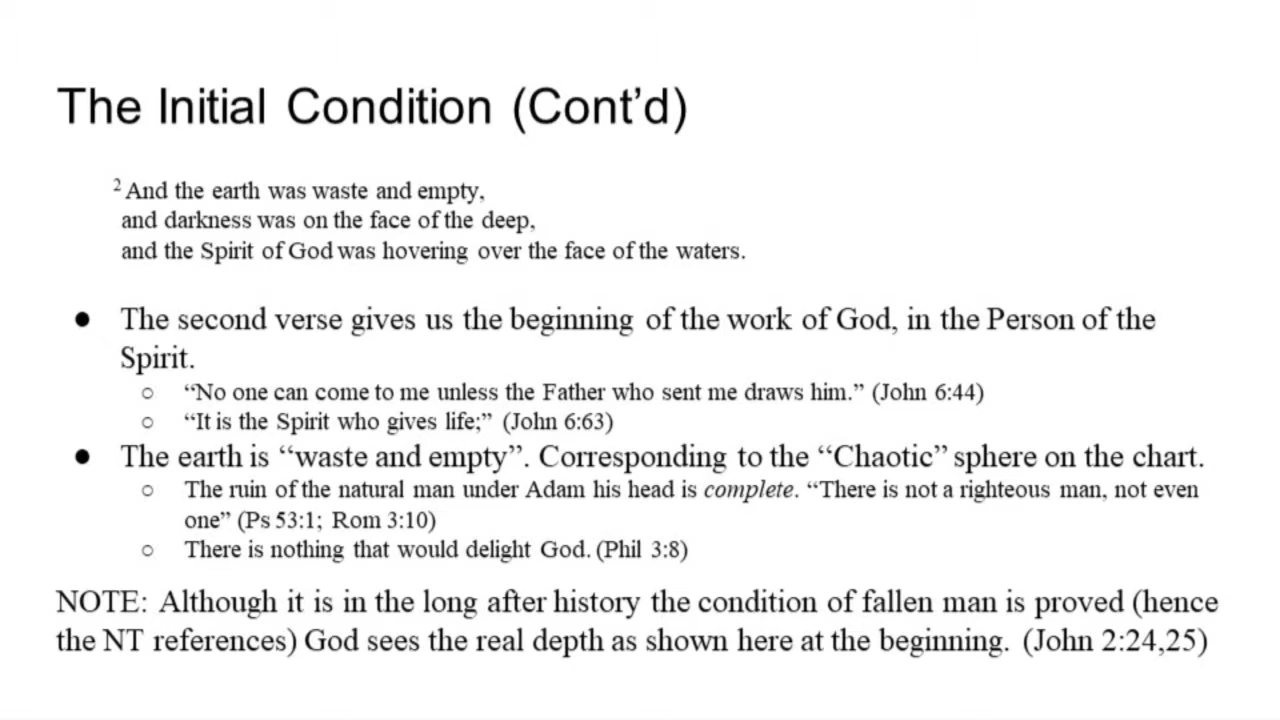 The Initial Condition (Cont’d)
² And the earth was waste and empty,
and darkness was on the face of the deep,
and the Spirit of God was hovering over the face of the waters.
● The second verse gives us the beginning of the work of God, in the Person of the
Spirit.
○ “No one can come to me unless the Father who sent me draws him.” (John 6:44)
○ “It is the Spirit who gives life;” (John 6:63)
● The earth is “waste and empty”. Corresponding to the “Chaotic” sphere on the chart.
○ The ruin of the natural man under Adam his head is complete. “There is not a righteous man, not even
one” (Ps 53:1; Rom 3:10)
○ There is nothing that would delight God. (Phil 3:8)
NOTE: Although it is in the long after history the condition of fallen man is proved (hence
the NT references) God sees the real depth as shown here at the beginning. (John 2:24,25)